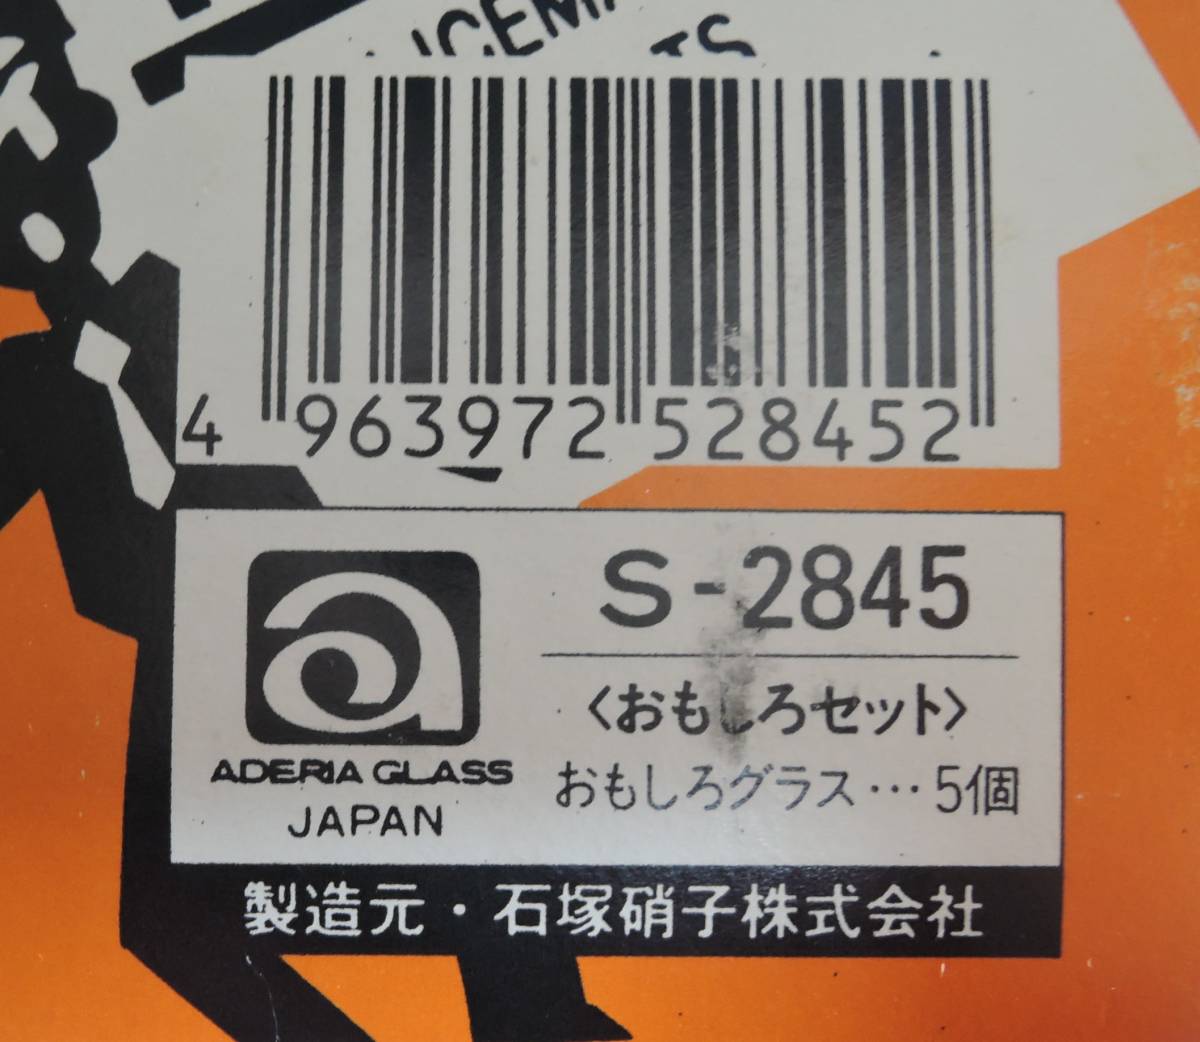 4 963972 528452
S-2845
<おもしろセット>
おもしろグラス…5個
ADERIA GLASS
JAPAN
製造元・石塚硝子株式会社